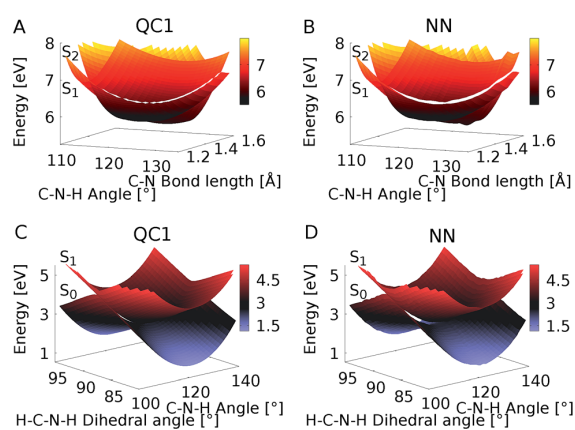 A QC1
8
S2
7
S1
6
Energy [eV]
7
6
110 120 130
1.2 1.4 1.6
C-N Bond length [Å]
C-N-H Angle [°]
B NN
8
S2
7
S1
6
Energy [eV]
7
6
110 120 130
1.2 1.4 1.6
C-N Bond length [Å]
C-N-H Angle [°]
C QC1
S1
5
S0
3
1
Energy [eV]
4.5
3
1.5
95 90 85
100 120 140
C-N-H Angle [°]
H-C-N-H Dihedral angle [°]
D NN
S1
5
S0
3
1
Energy [eV]
4.5
3
1.5
95 90 85
100 120 140
C-N-H Angle [°]
H-C-N-H Dihedral angle [°]